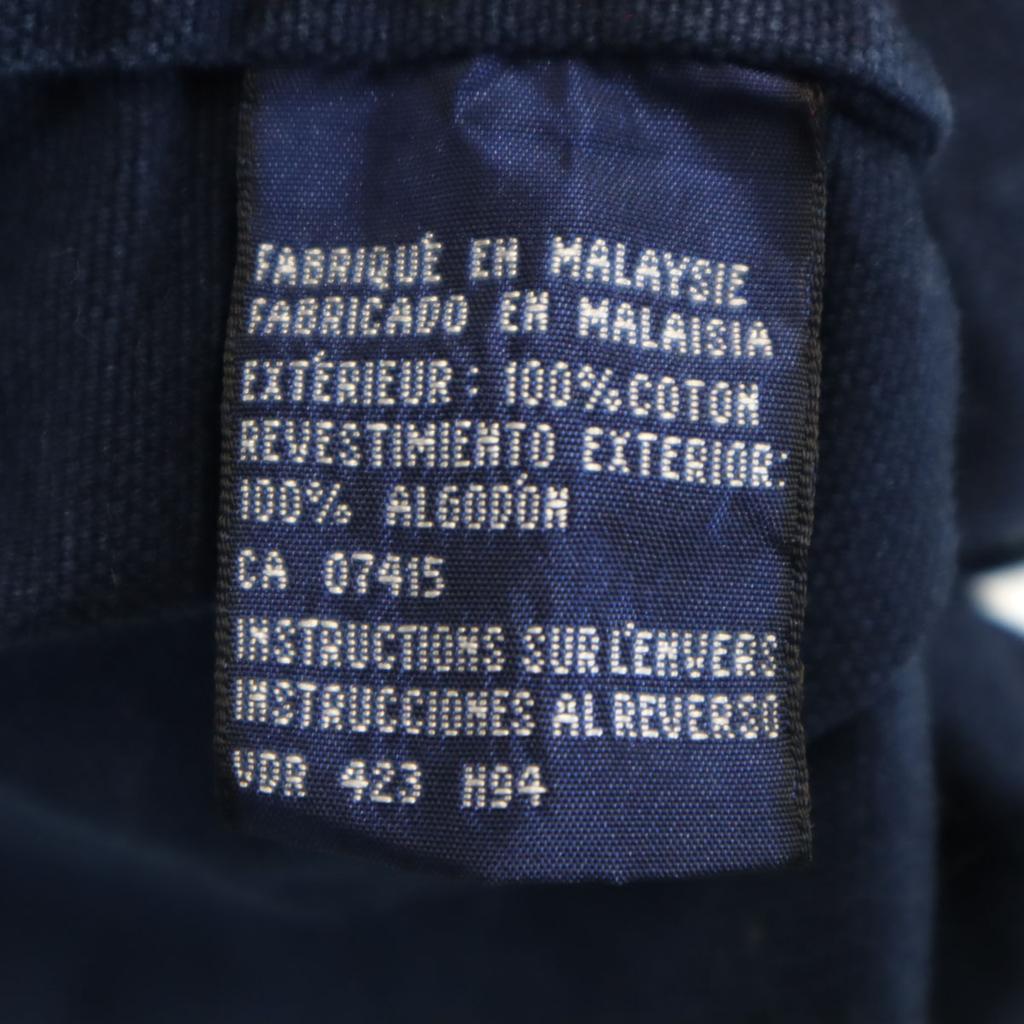 FABRIQUÉ EN MALAYSIE
FABRICADO EN MALAISIA
EXTÉRIEUR: 100% COTON
REVESTIMIENTO EXTERIOR:
100% ALGODÓN
CA 07415
INSTRUCTIONS SUR L'ENVERS
INSTRUCCIONES AL REVERSO
VDR 423 H94